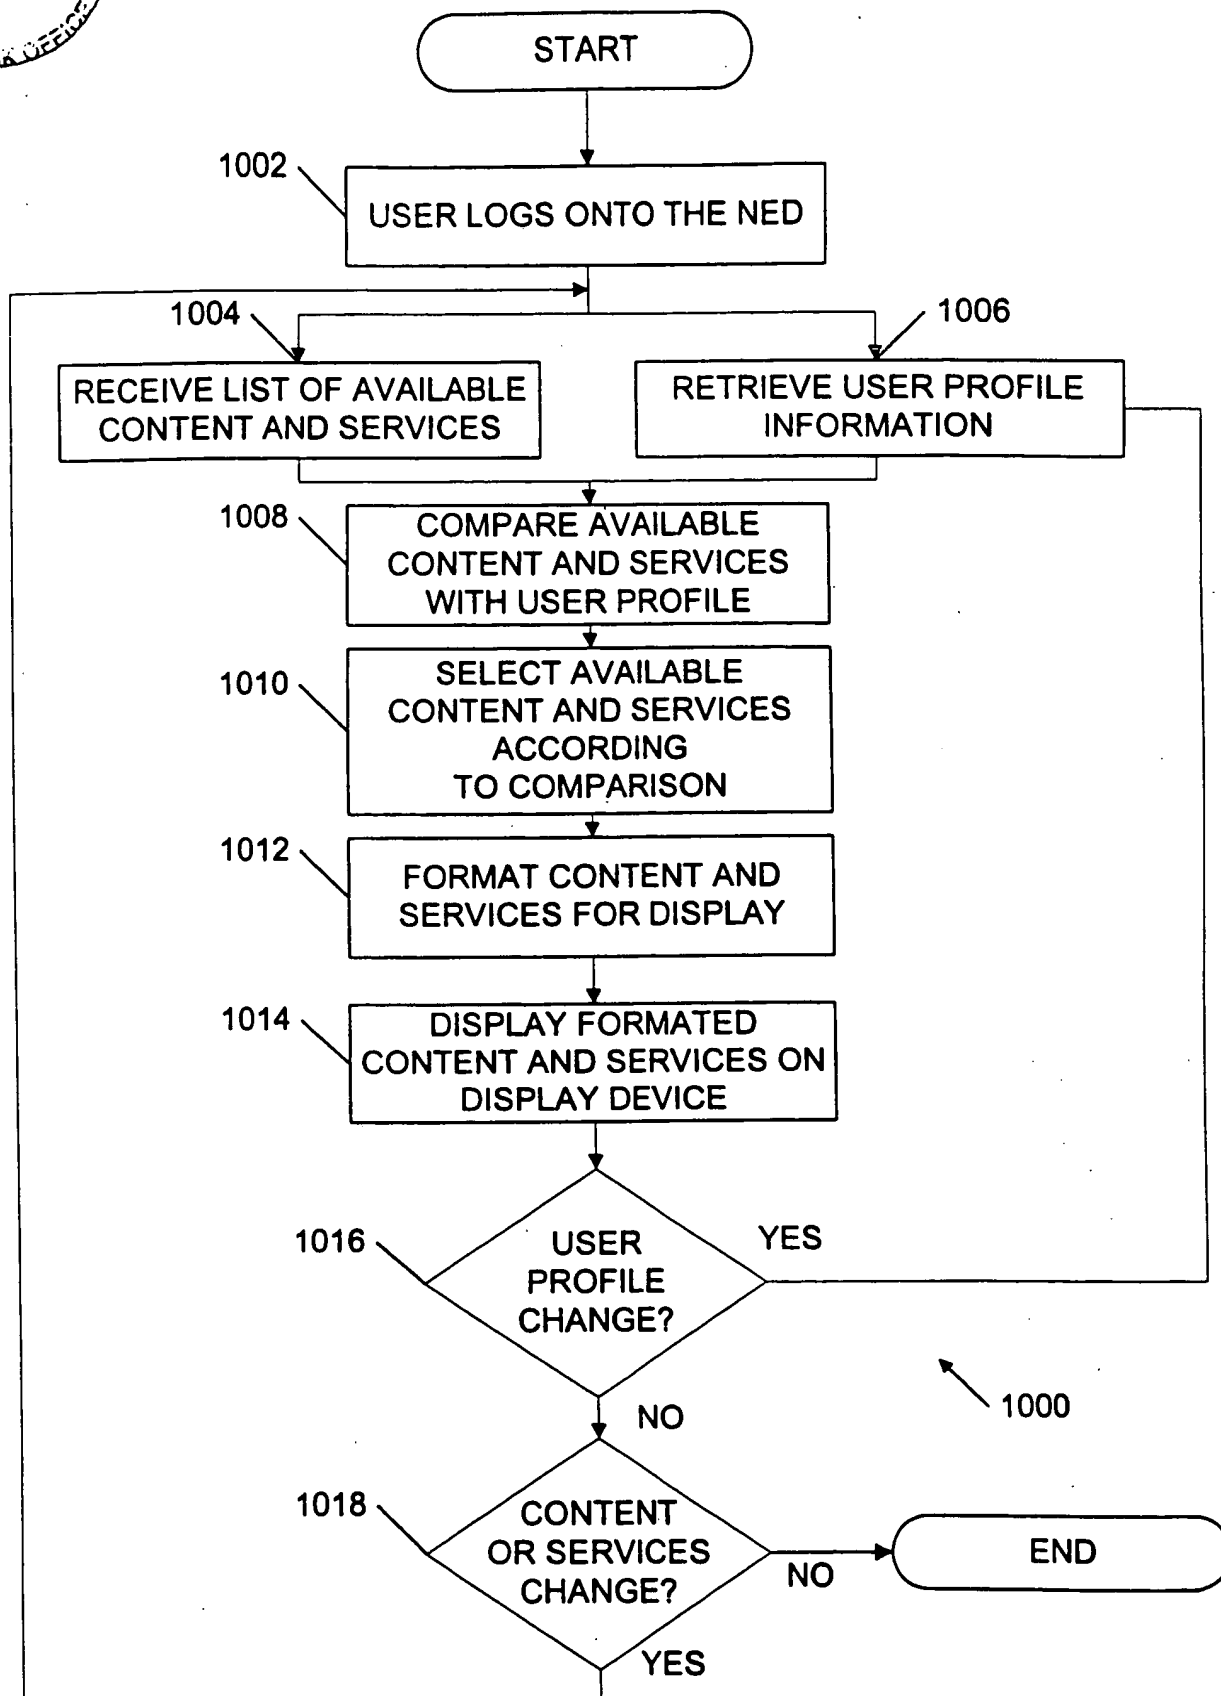 OFFICE
START
1002
USER LOGS ONTO THE NED
1004
1006
RECEIVE LIST OF AVAILABLE
CONTENT AND SERVICES
RETRIEVE USER PROFILE
INFORMATION
1008
COMPARE AVAILABLE
CONTENT AND SERVICES
WITH USER PROFILE
1010
SELECT AVAILABLE
CONTENT AND SERVICES
ACCORDING
TO COMPARISON
1012
FORMAT CONTENT AND
SERVICES FOR DISPLAY
1014
DISPLAY FORMATED
CONTENT AND SERVICES ON
DISPLAY DEVICE
1016
USER
PROFILE
CHANGE?
YES
NO
1000
1018
CONTENT
OR SERVICES
CHANGE?
NO
END
YES